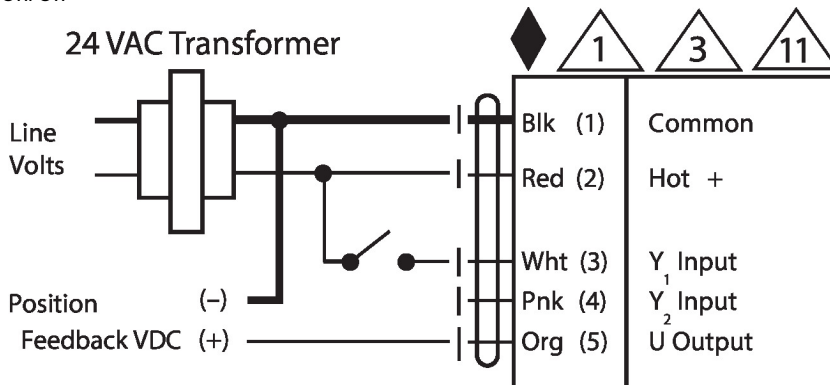 24 VAC Transformer
1
3
11
Line
Volts
Blk (1) Common
Red (2) Hot +
Wht (3) Y1 Input
Position (–)
Pnk (4) Y2 Input
Feedback VDC (+)
Org (5) U Output